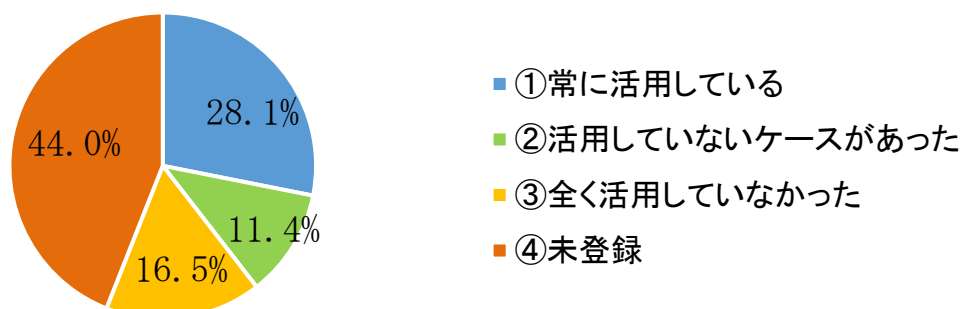 28.1%
44.0%
11.4%
16.5%
①常に活用している
②活用していないケースがあった
③全く活用していなかった
④未登録